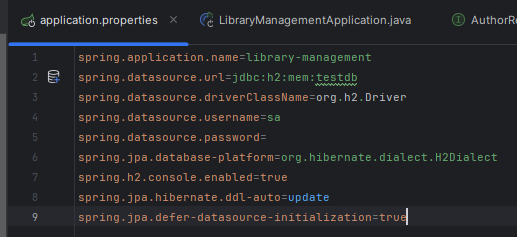 application.properties
LibraryManagementApplication.java
AuthorRe
1 spring.application.name=library-management
2 spring.datasource.url=jdbc:h2:mem:testdb
3 spring.datasource.driverClassName=org.h2.Driver
4 spring.datasource.username=sa
5 spring.datasource.password=
6 spring.jpa.database-platform=org.hibernate.dialect.H2Dialect
7 spring.h2.console.enabled=true
8 spring.jpa.hibernate.ddl-auto=update
9 spring.jpa.defer-datasource-initialization=true